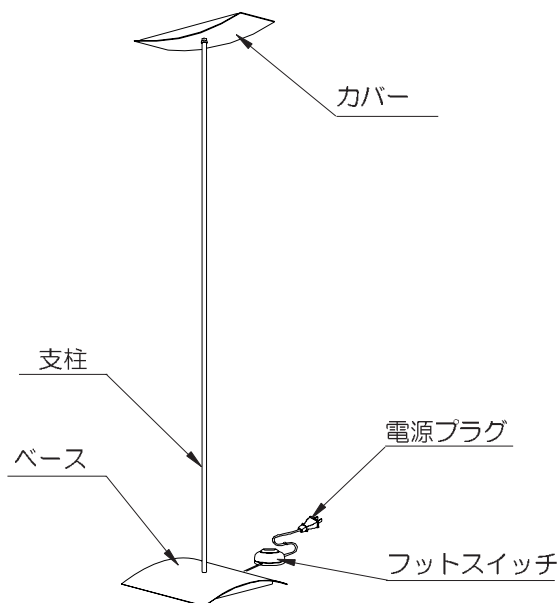 カバー
支柱
電源プラグ
ベース
フットスイッチ